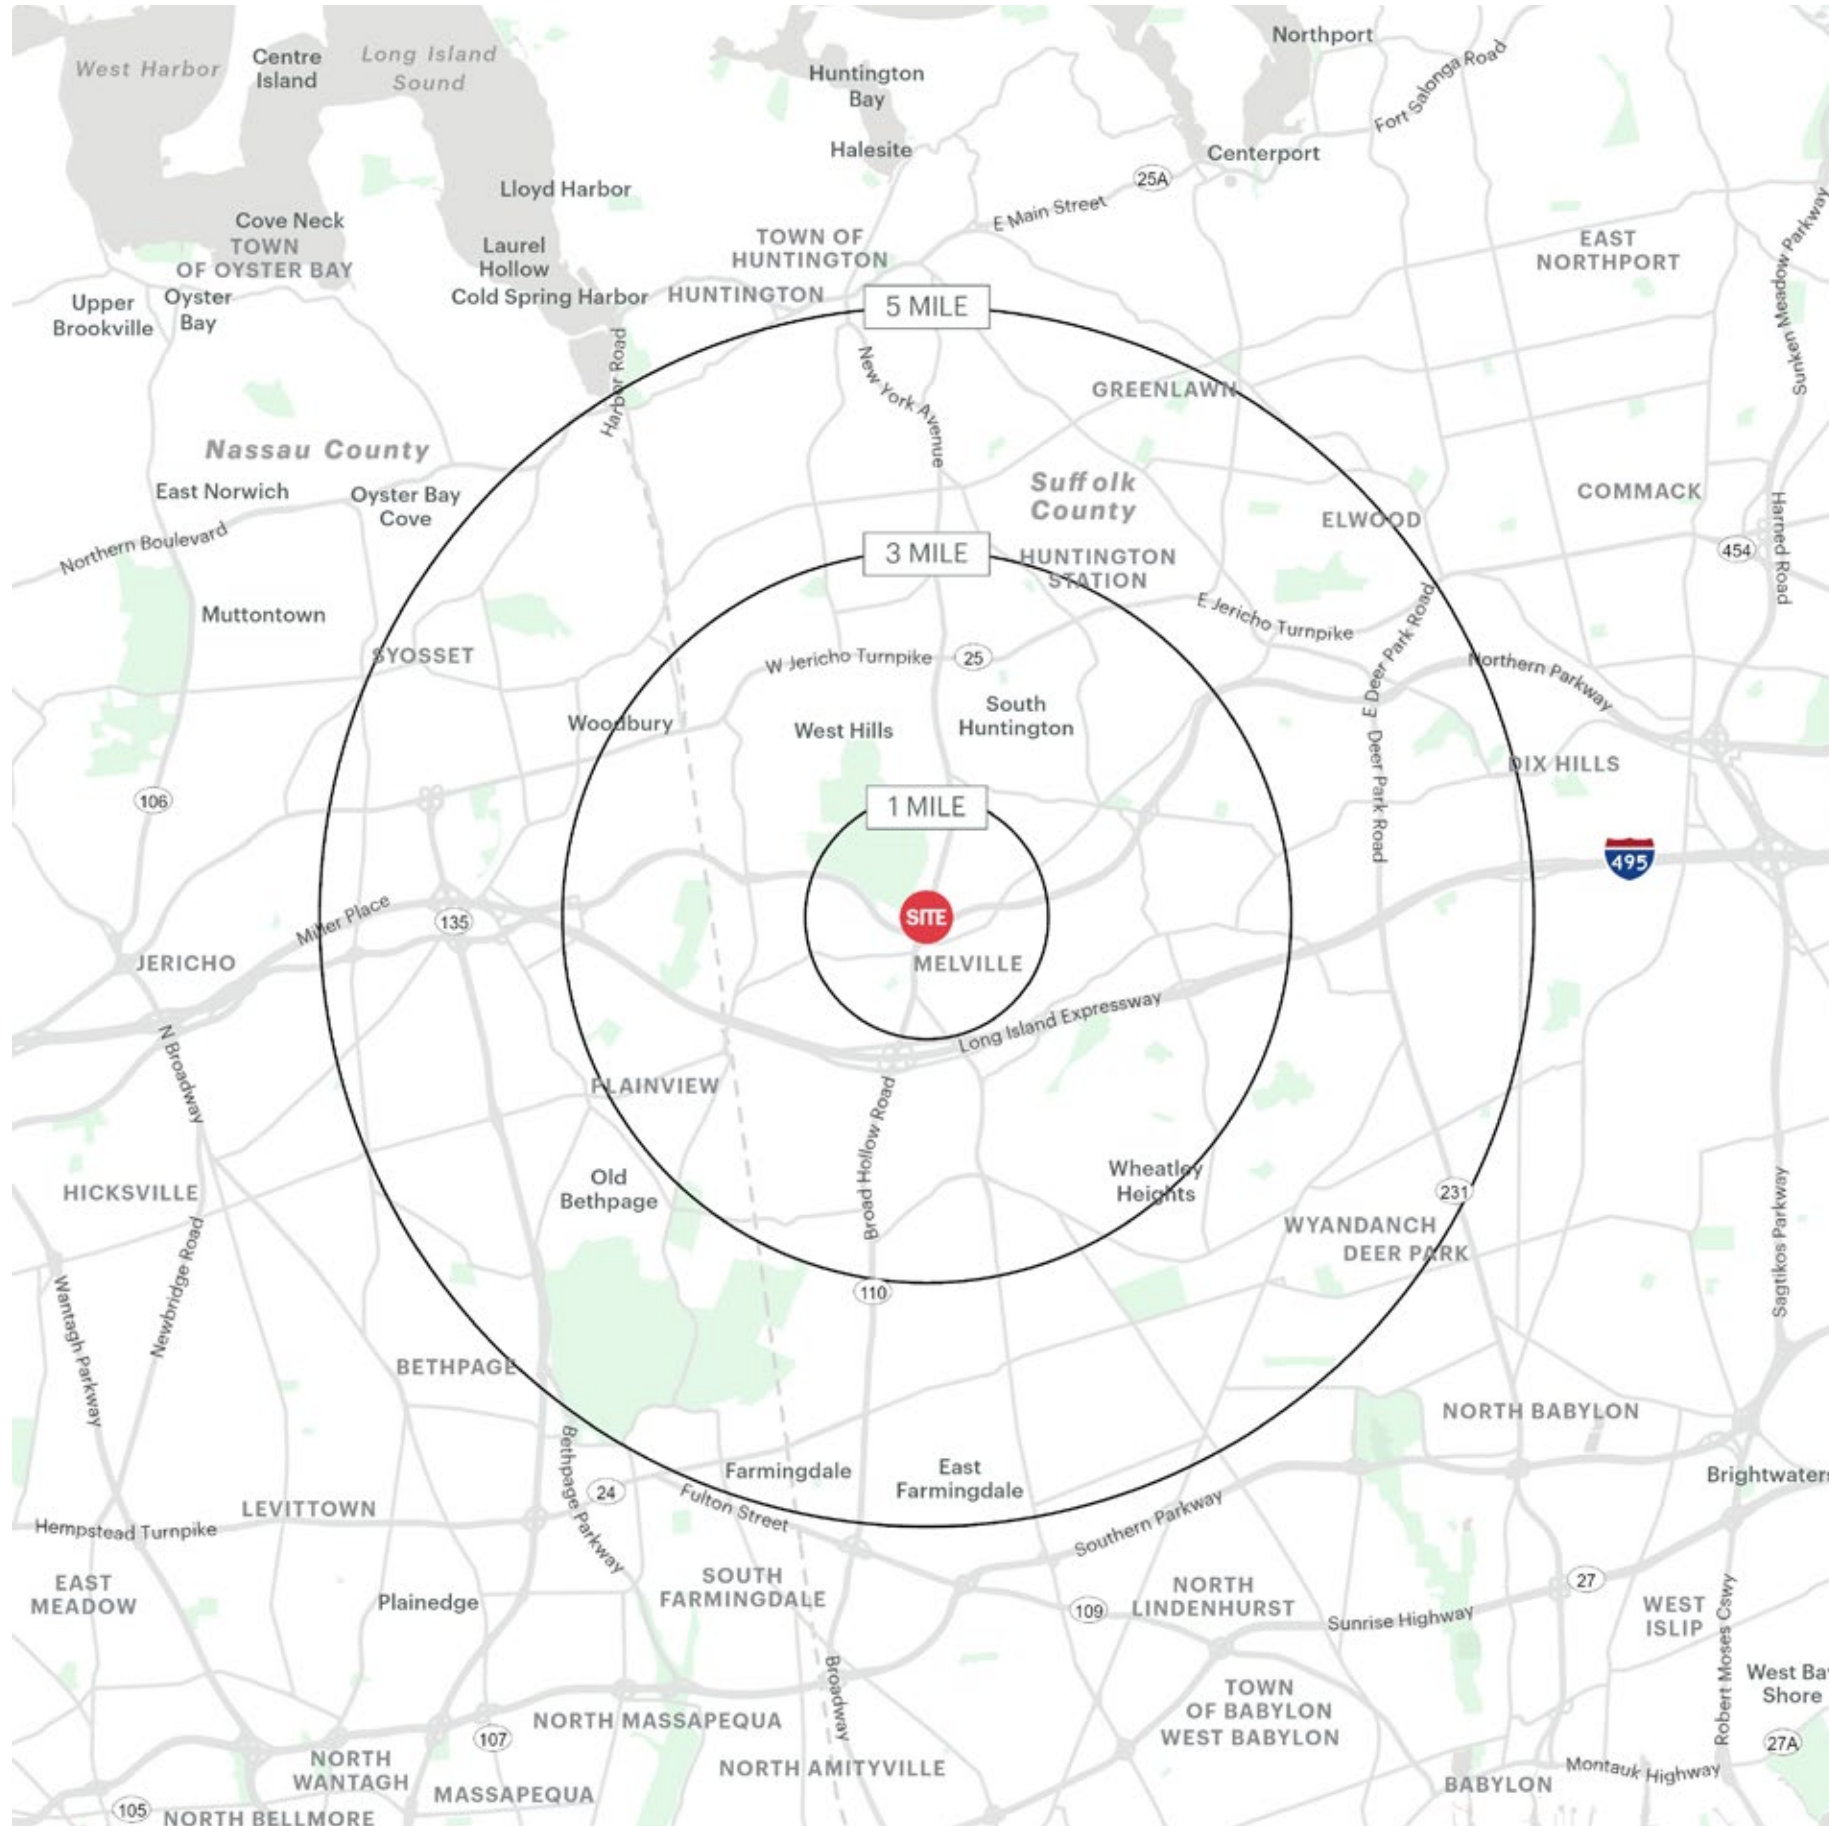 West Harbor
Centre
Island
Long Island
Sound
Huntington
Bay
Northport
Fort Salonga Road
Halesite
Centerport
25A
Lloyd Harbor
E Main Street
Cove Neck
TOWN
OF OYSTER BAY
Laurel
Hollow
TOWN OF
HUNTINGTON
EAST
NORTHPORT
Sunken Meadow Parkway
Upper
Brookville
Oyster
Bay
Cold Spring Harbor
HUNTINGTON
5 MILE
Harbor Road
New York Avenue
GREENLAWN
Nassau County
East Norwich
Oyster Bay
Cove
Suffolk
County
COMMACK
ELWOOD
Harned Road
454
Northern Boulevard
3 MILE
HUNTINGTON
STATION
Muttontown
E Jericho Turnpike
E Deer Park Road
SYOSSET
W Jericho Turnpike
25
Northern Parkway
Woodbury
West Hills
South
Huntington
Deer Park Road
DIX HILLS
106
1 MILE
495
Miller Place
135
SITE
JERICHO
MELVILLE
Long Island Expressway
N Broadway
PLAINVIEW
Broad Hollow Road
Old
Bethpage
Wheatley
Heights
HICKSVILLE
231
WYANDANCH
DEER PARK
Sagtikos Parkway
Newbridge Road
Wantagh Parkway
110
BETHPAGE
NORTH BABYLON
Bethpage Parkway
Farmingdale
East
Farmingdale
Brightwaters
24
Fulton Street
LEVITTOWN
Hempstead Turnpike
Southern Parkway
EAST
MEADOW
Plainedge
SOUTH
FARMINGDALE
109
NORTH
LINDENHURST
Sunrise Highway
27
WEST
ISLIP
Robert Moses Cswy
Broadway
West Ba
Shore
TOWN
OF BABYLON
WEST BABYLON
NORTH MASSAPEQUA
107
27A
NORTH
WANTAGH
NORTH AMITYVILLE
MASSAPEQUA
BABYLON
Montauk Highway
105
NORTH BELLMORE